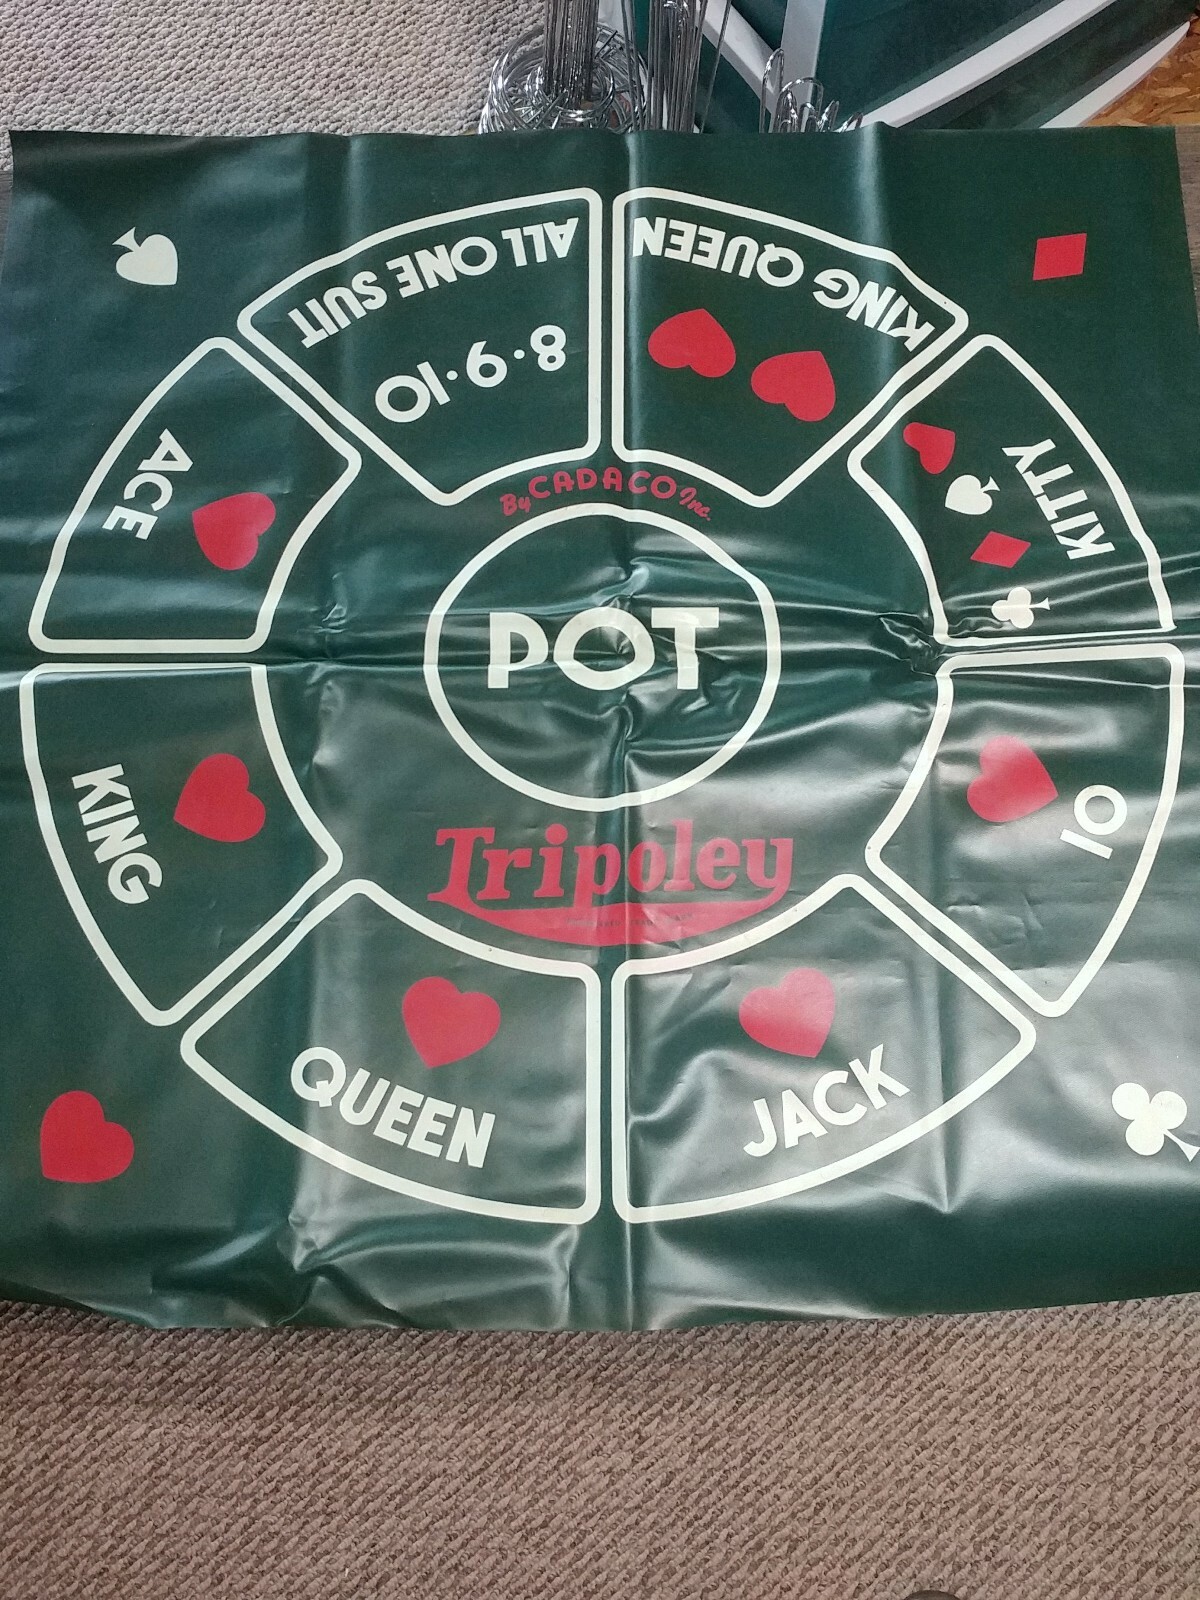 ALL ONE SUIT
8·9·10
KING QUEEN
KITTY
ACE
By CADACO Inc.
POT
KING
10
Tripoley
QUEEN
JACK